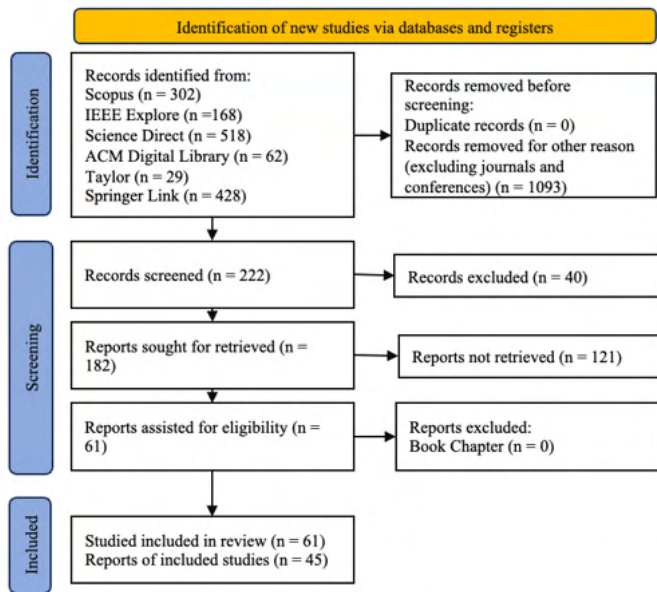 Identification of new studies via databases and registers
Identification
Records identified from:
Scopus (n = 302)
IEEE Explore (n =168)
Science Direct (n = 518)
ACM Digital Library (n = 62)
Taylor (n = 29)
Springer Link (n = 428)
Records removed before
screening:
Duplicate records (n = 0)
Records removed for other reason
(excluding journals and
conferences) (n = 1093)
Screening
Records screened (n = 222)
Records excluded (n = 40)
Reports sought for retrieved (n =
182)
Reports not retrieved (n = 121)
Reports assisted for eligibility (n =
61)
Reports excluded:
Book Chapter (n = 0)
Included
Studied included in review (n = 61)
Reports of included studies (n = 45)